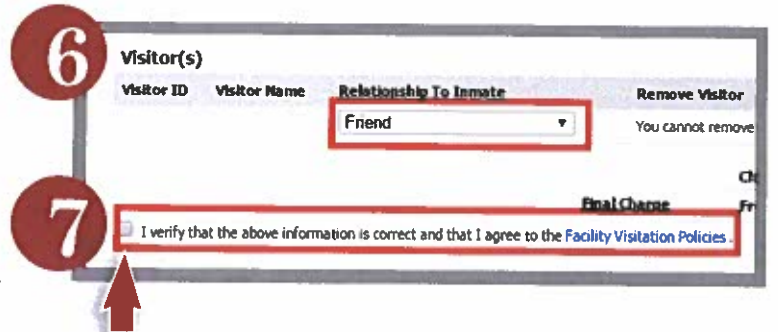 6
Visitor(s)
Visitor ID Visitor Name Relationship To Inmate Remove Visitor
Friend You cannot remove
Final Charge
7
I verify that the above information is correct and that I agree to the Facility Visitation Policies.